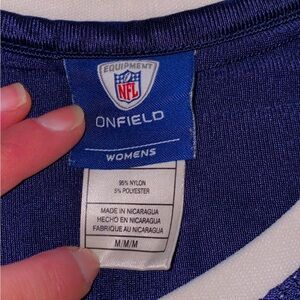 EQUIPMENT
NFL
ONFIELD
WOMENS
95% NYLON
5% POLYESTER
MADE IN NICARAGUA
HECHO EN NICARAGUA
FABRIQUE AU NICARAGUA
M/M/M